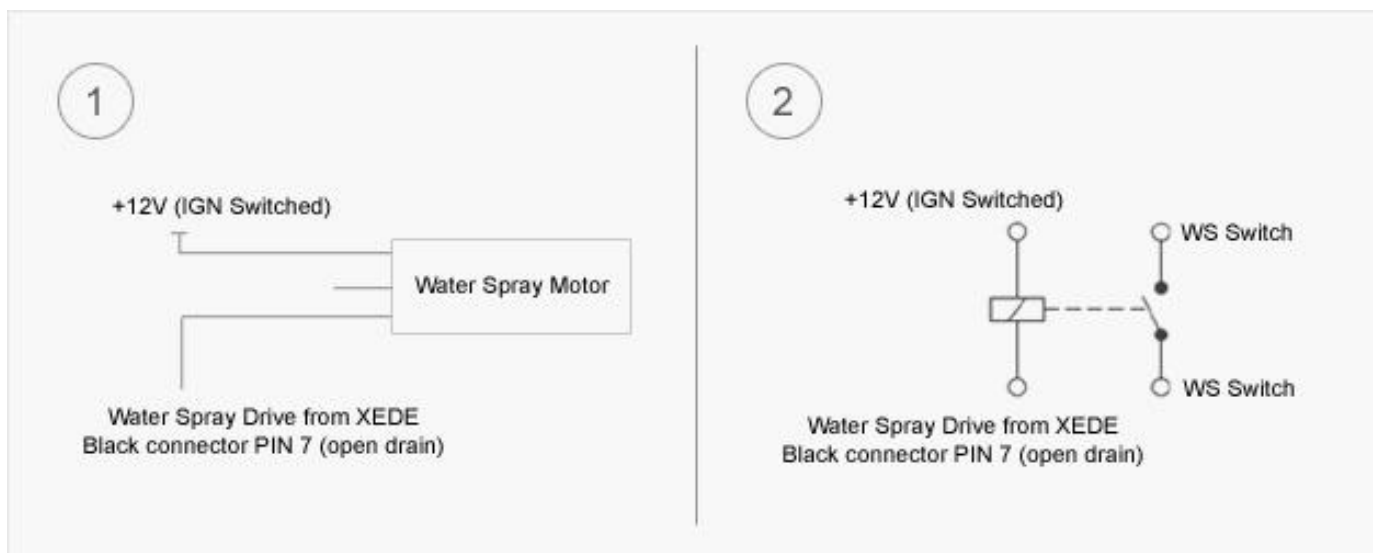 1
+12V (IGN Switched)
Water Spray Motor
Water Spray Drive from XEDE
Black connector PIN 7 (open drain)
2
+12V (IGN Switched)
WS Switch
WS Switch
Water Spray Drive from XEDE
Black connector PIN 7 (open drain)